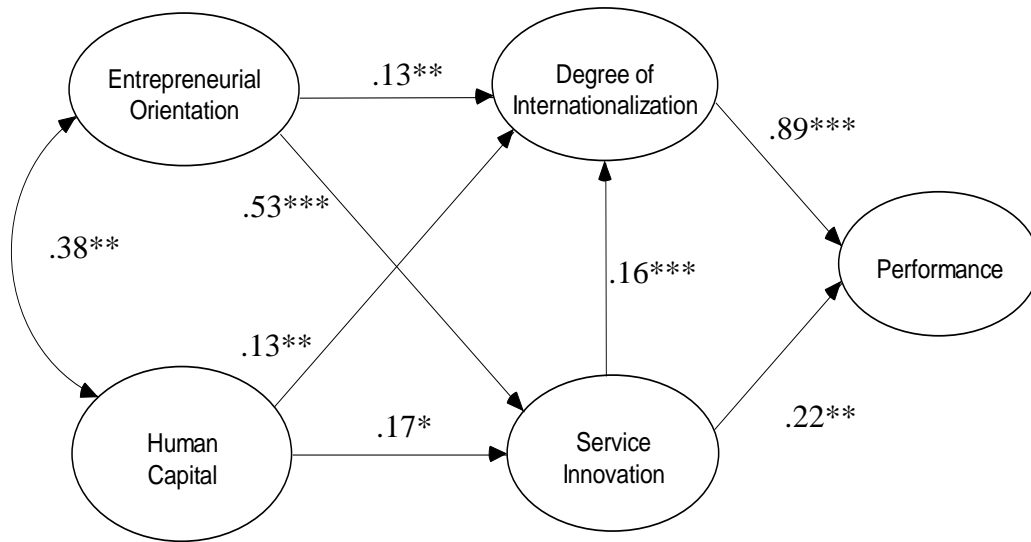 Entrepreneurial
Orientation
.13**
Degree of
Internationalization
.89***
.53***
.38**
.16***
Performance
.13**
Human
Capital
.17*
Service
Innovation
.22**